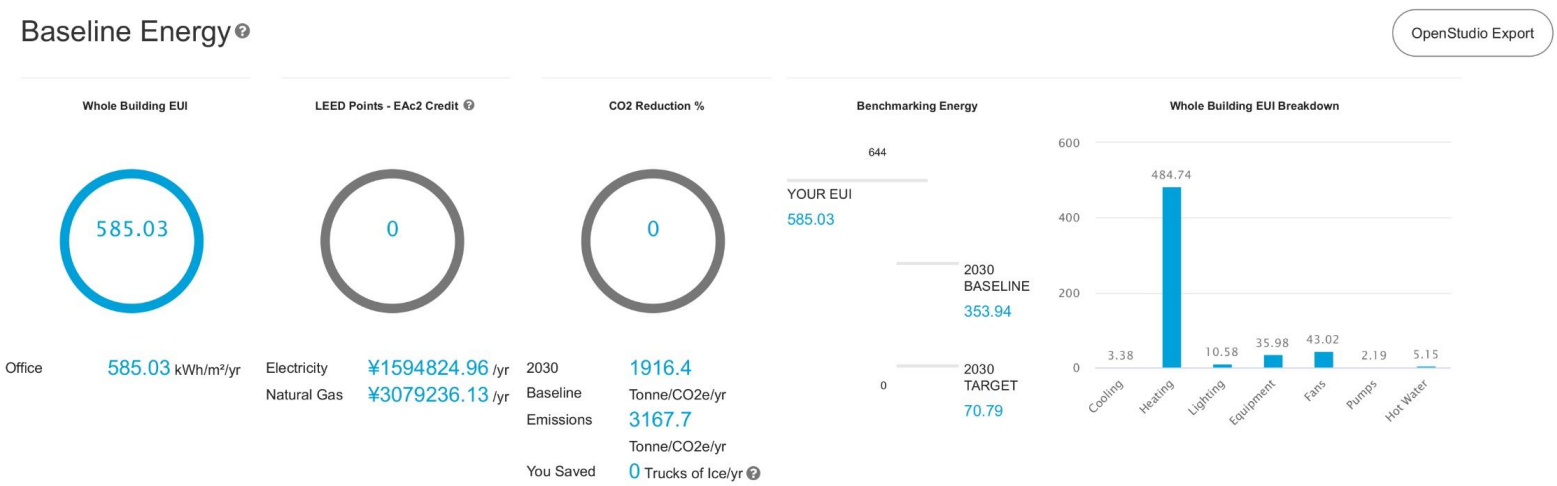 Baseline Energy ?
OpenStudio Export
Whole Building EUI
585.03
Office 585.03 kWh/m²/yr
LEED Points - EAc2 Credit ?
0
Electricity ¥1594824.96 /yr
Natural Gas ¥3079236.13 /yr
CO2 Reduction %
0
2030 1916.4
Baseline Tonne/CO2e/yr
Emissions 3167.7
Tonne/CO2e/yr
You Saved 0 Trucks of Ice/yr ?
Benchmarking Energy
644
YOUR EUI
585.03
2030
BASELINE
353.94
2030
TARGET
0
70.79
Whole Building EUI Breakdown
600
400
200
0
3.38
484.74
10.58
35.98
43.02
2.19
5.15
Cooling
Heating
Lighting
Equipment
Fans
Pumps
Hot Water